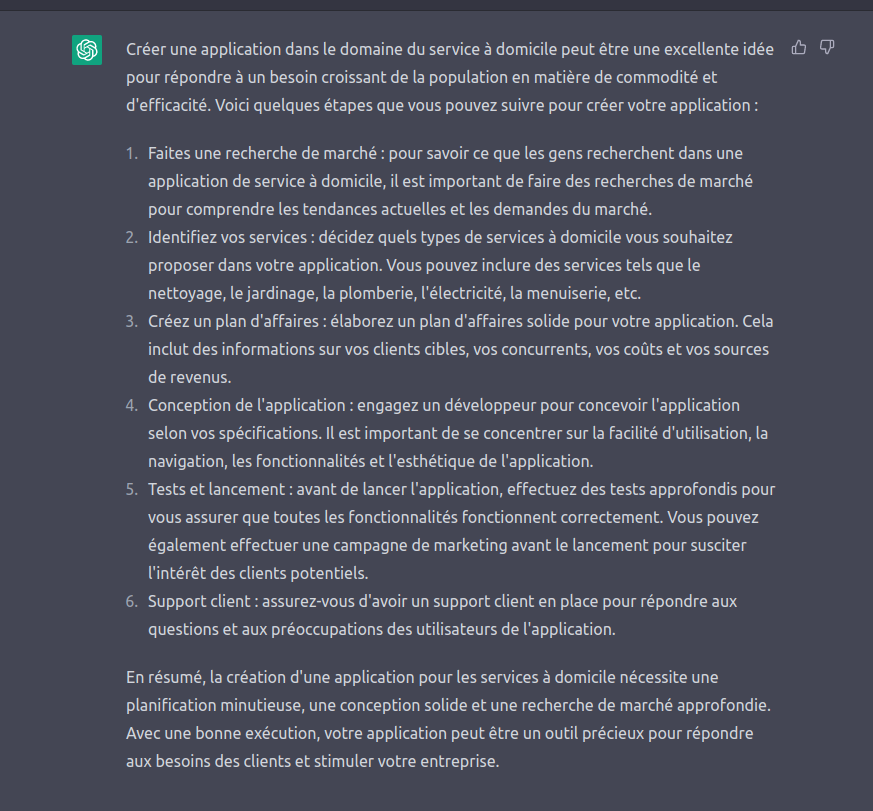 Créer une application dans le domaine du service à domicile peut être une excellente idée
pour répondre à un besoin croissant de la population en matière de commodité et
d'efficacité. Voici quelques étapes que vous pouvez suivre pour créer votre application :
1. Faites une recherche de marché : pour savoir ce que les gens recherchent dans une
application de service à domicile, il est important de faire des recherches de marché
pour comprendre les tendances actuelles et les demandes du marché.
2. Identifiez vos services : décidez quels types de services à domicile vous souhaitez
proposer dans votre application. Vous pouvez inclure des services tels que le
nettoyage, le jardinage, la plomberie, l'électricité, la menuiserie, etc.
3. Créez un plan d'affaires : élaborez un plan d'affaires solide pour votre application. Cela
inclut des informations sur vos clients cibles, vos concurrents, vos coûts et vos sources
de revenus.
4. Conception de l'application : engagez un développeur pour concevoir l'application
selon vos spécifications. Il est important de se concentrer sur la facilité d'utilisation, la
navigation, les fonctionnalités et l'esthétique de l'application.
5. Tests et lancement : avant de lancer l'application, effectuez des tests approfondis pour
vous assurer que toutes les fonctionnalités fonctionnent correctement. Vous pouvez
également effectuer une campagne de marketing avant le lancement pour susciter
l'intérêt des clients potentiels.
6. Support client : assurez-vous d'avoir un support client en place pour répondre aux
questions et aux préoccupations des utilisateurs de l'application.
En résumé, la création d'une application pour les services à domicile nécessite une
planification minutieuse, une conception solide et une recherche de marché approfondie.
Avec une bonne exécution, votre application peut être un outil précieux pour répondre
aux besoins des clients et stimuler votre entreprise.